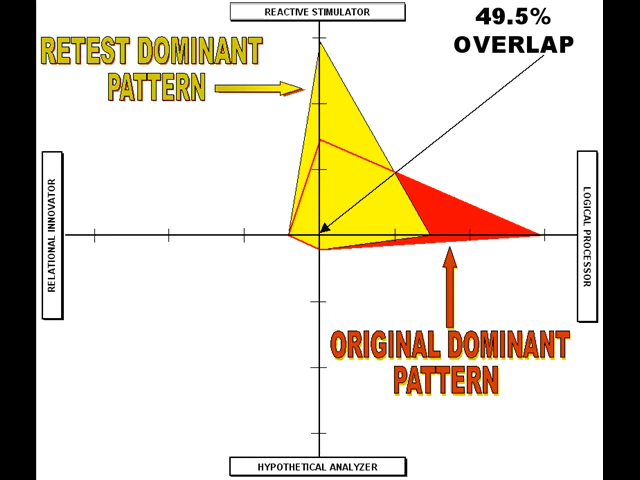 REACTIVE STIMULATOR
49.5%
OVERLAP
RETEST DOMINANT
PATTERN
RELATIONAL INNOVATOR
LOGICAL PROCESSOR
ORIGINAL DOMINANT
PATTERN
HYPOTHETICAL ANALYZER